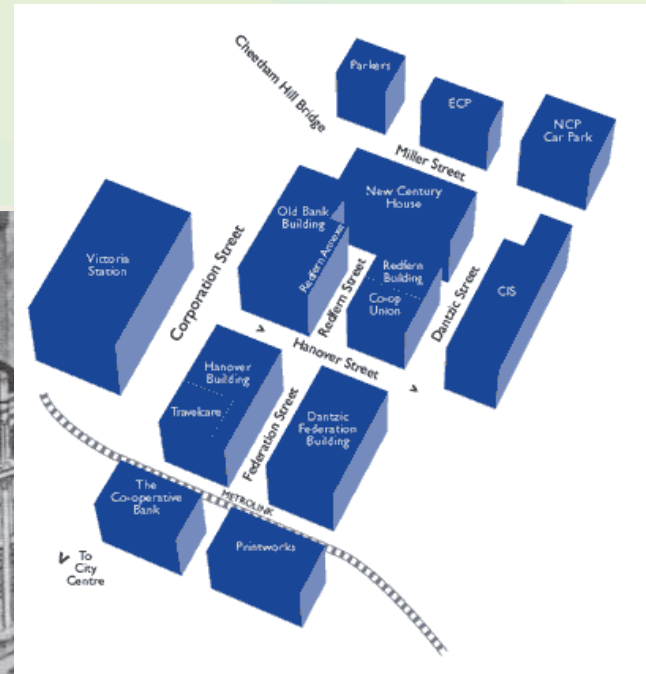 Cheetham Hill Bridge
Parkers
ECP
NCP
Car Park
Miller Street
New Century
House
Old Bank
Building
Redfern Annexe
Victoria
Station
Corporation Street
Redfern Street
Redfern
Building
Co-op
Union
Dantzic Street
CIS
Hanover Street
Hanover
Building
Travelcare
Federation Street
Dantzic
Federation
Building
METROLINK
The
Co-operative
Bank
Printworks
To
City
Centre